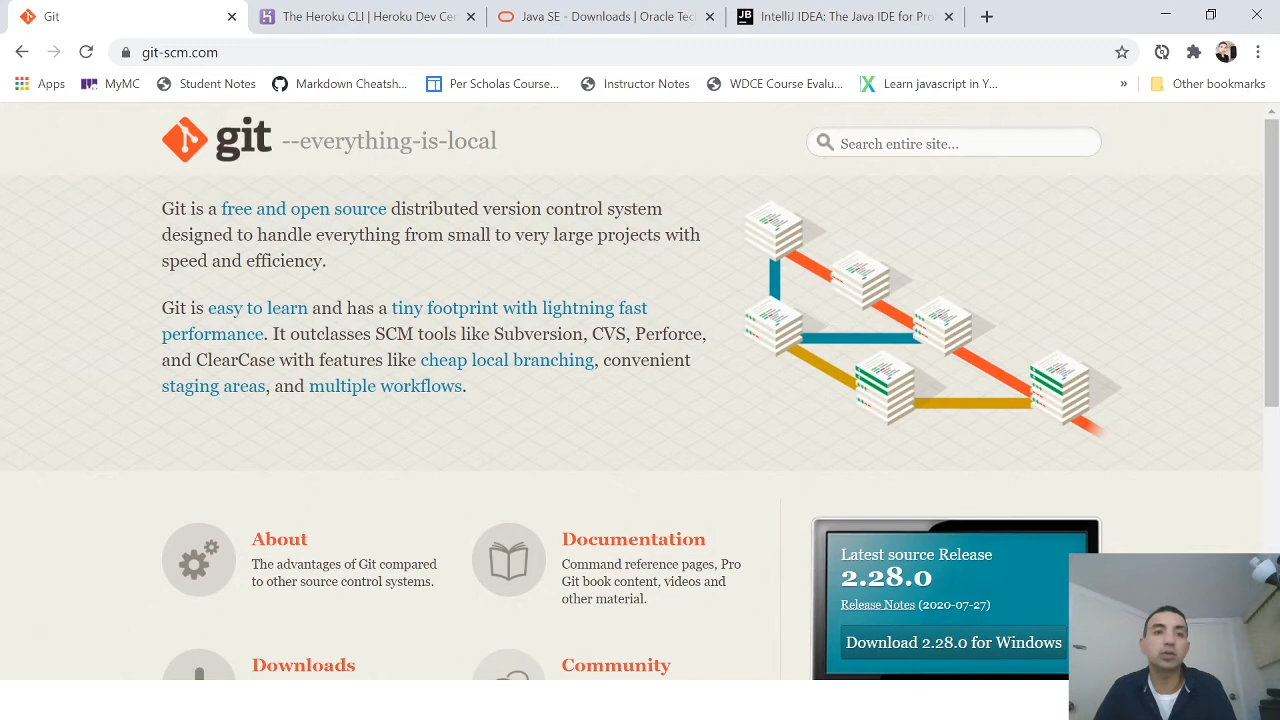 Git
The Heroku CLI | Heroku Dev Ce
Java SE - Downloads | Oracle Tec
IntelliJ IDEA: The Java IDE for Pro
git-scm.com
Apps
MyMC
Student Notes
Markdown Cheatsh...
Per Scholas Course...
Instructor Notes
WDCE Course Evalu...
Learn javascript in Y...
»
Other bookmarks
git --everything-is-local
Search entire site...
Git is a free and open source distributed version control system
designed to handle everything from small to very large projects with
speed and efficiency.
Git is easy to learn and has a tiny footprint with lightning fast
performance. It outclasses SCM tools like Subversion, CVS, Perforce,
and ClearCase with features like cheap local branching, convenient
staging areas, and multiple workflows.
About
The advantages of Git compared
to other source control systems.
Documentation
Command reference pages, Pro
Git book content, videos and
other material.
Downloads
Community
Latest source Release
2.28.0
Release Notes (2020-07-27)
Download 2.28.0 for Windows